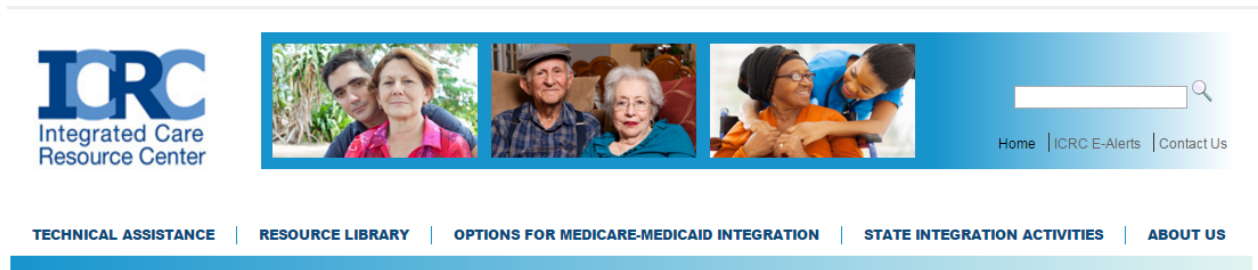 ICRC
Integrated Care
Resource Center
Home | ICRC E-Alerts | Contact Us
TECHNICAL ASSISTANCE | RESOURCE LIBRARY | OPTIONS FOR MEDICARE-MEDICAID INTEGRATION | STATE INTEGRATION ACTIVITIES | ABOUT US